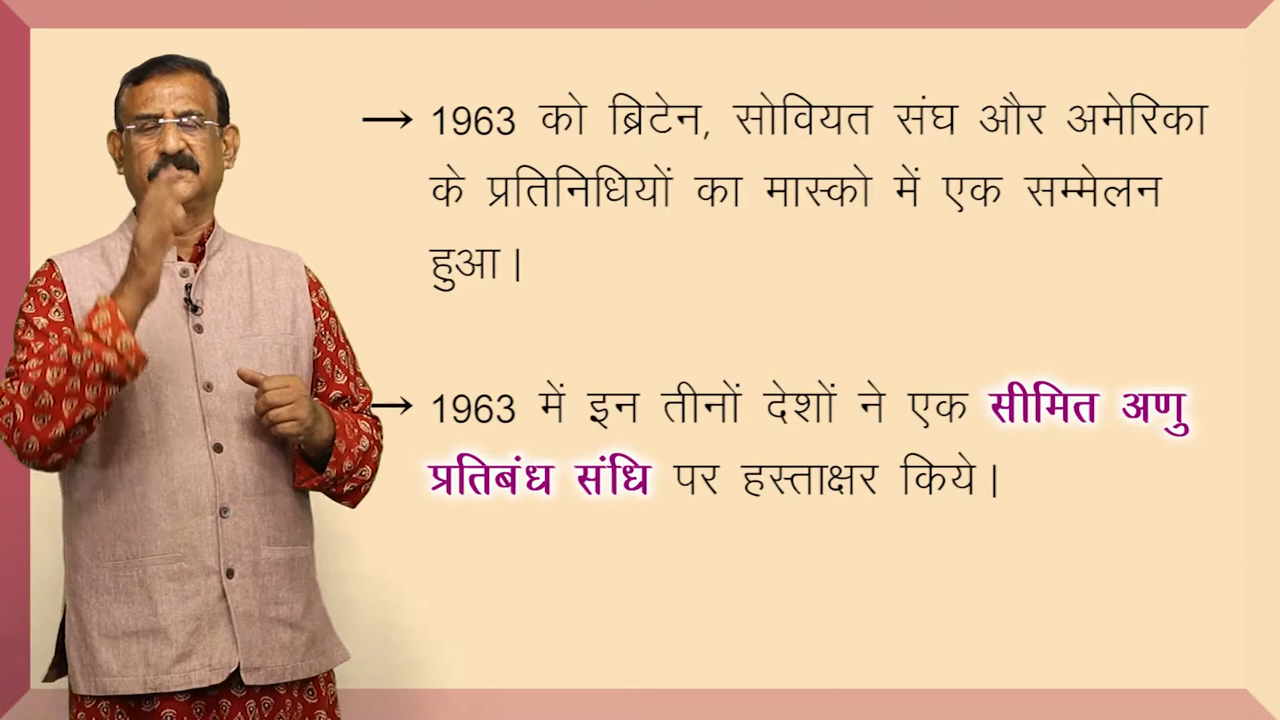 → 1963 को ब्रिटेन, सोवियत संघ और अमेरिका
के प्रतिनिधियों का मास्को में एक सम्मेलन
हुआ।
→ 1963 में इन तीनों देशों ने एक सीमित अणु
प्रतिबंध संधि पर हस्ताक्षर किये।